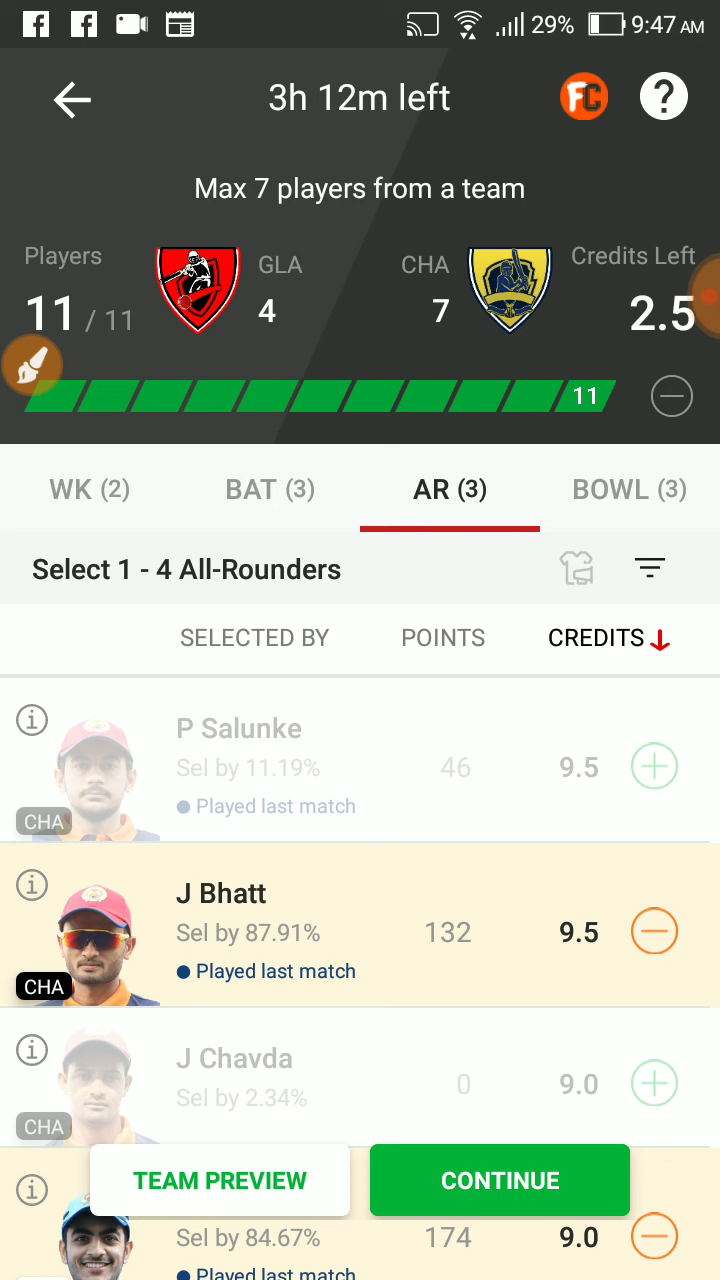 29% 9:47 AM
3h 12m left
FC
?
Max 7 players from a team
Players
GLA
CHA
Credits Left
11 / 11
4
7
2.5
11
WK (2)
BAT (3)
AR (3)
BOWL (3)
Select 1 - 4 All-Rounders
SELECTED BY
POINTS
CREDITS
P Salunke
Sel by 11.19%
46
9.5
Played last match
CHA
J Bhatt
Sel by 87.91%
132
9.5
Played last match
CHA
J Chavda
Sel by 2.34%
0
9.0
CHA
TEAM PREVIEW
CONTINUE
Sel by 84.67%
174
9.0
Played last match